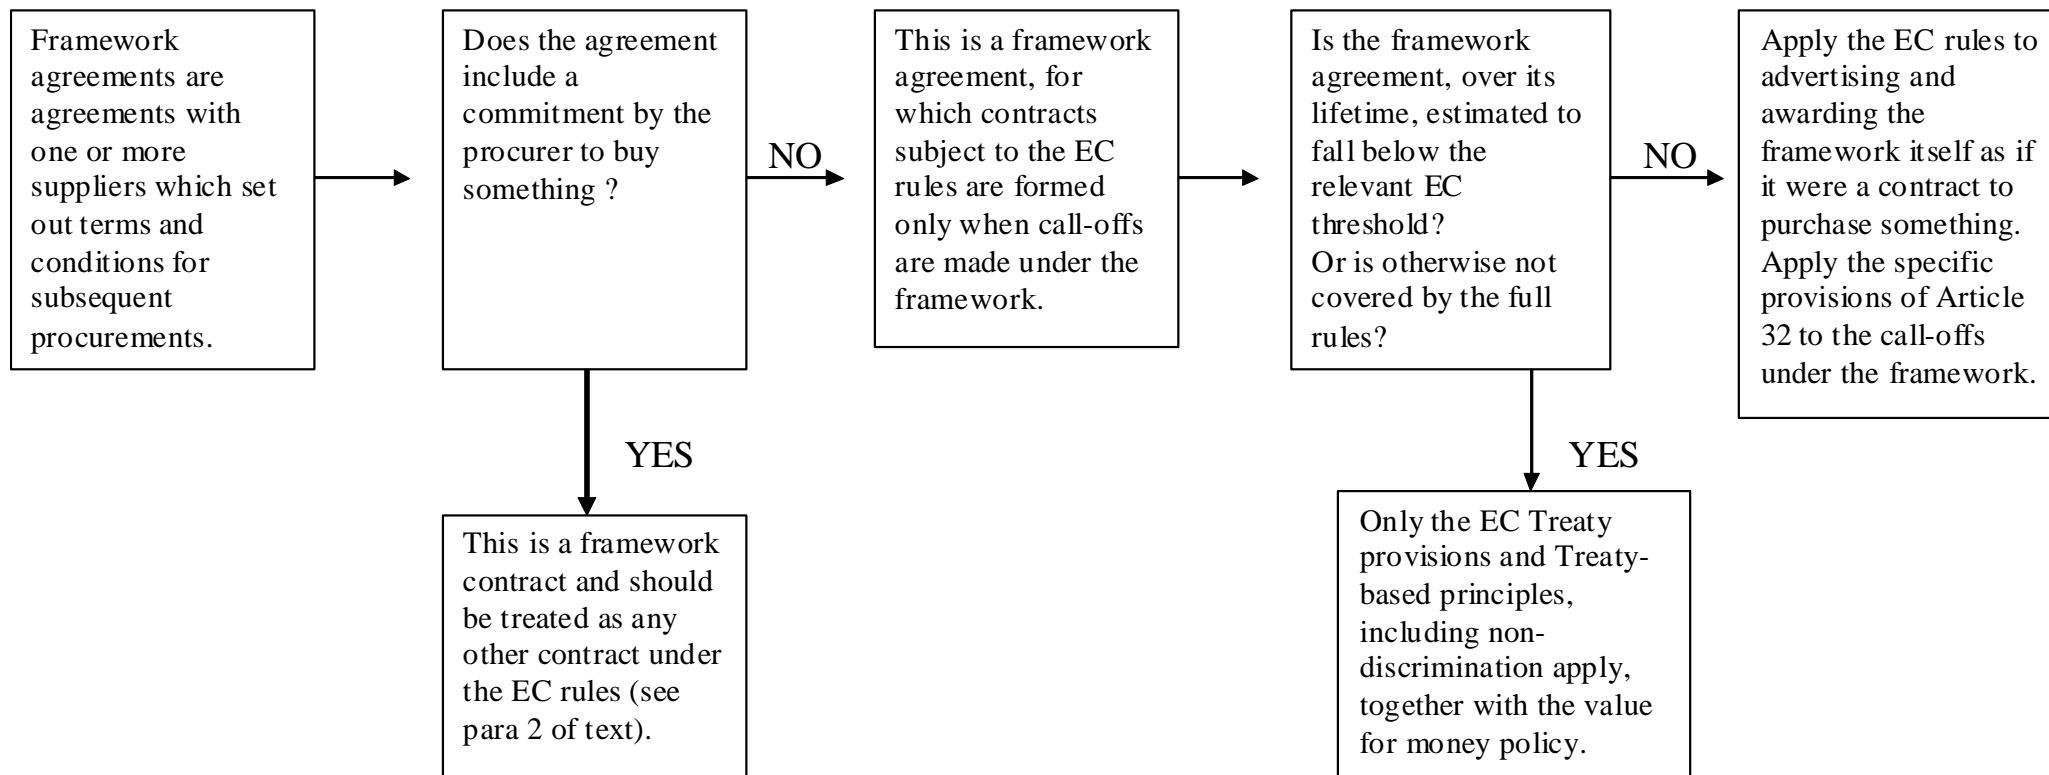 Framework
agreements are
agreements with
one or more
suppliers which set
out terms and
conditions for
subsequent
procurements.
Does the agreement
include a
commitment by the
procurer to buy
something ?
NO
This is a framework
agreement, for
which contracts
subject to the EC
rules are formed
only when call-offs
are made under the
framework.
Is the framework
agreement, over its
lifetime, estimated to
fall below the
relevant EC
threshold?
Or is otherwise not
covered by the full
rules?
NO
Apply the EC rules to
advertising and
awarding the
framework itself as if
it were a contract to
purchase something.
Apply the specific
provisions of Article
32 to the call-offs
under the framework.
YES
This is a framework
contract and should
be treated as any
other contract under
the EC rules (see
para 2 of text).
YES
Only the EC Treaty
provisions and Treaty-
based principles,
including non-
discrimination apply,
together with the value
for money policy.